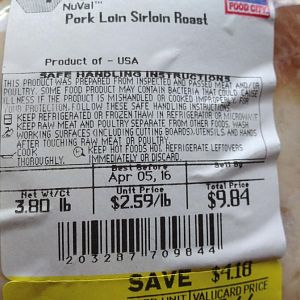 NuVal™
Pork Loin Sirloin Roast
FOOD CITY
Product of - USA
SAFE HANDLING INSTRUCTIONS
THIS PRODUCT WAS PREPARED FROM INSPECTED AND PASSED MEAT AND/OR
POULTRY. SOME FOOD PRODUCT MAY CONTAIN BACTERIA THAT COULD CAUSE
ILLNESS IF THE PRODUCT IS MISHANDLED OR COOKED IMPROPERLY. FOR
YOUR PROTECTION, FOLLOW THESE SAFE HANDLING INSTRUCTIONS.
KEEP REFRIGERATED OR FROZEN.THAW IN REFRIGERATOR OR MICROWAVE
KEEP RAW MEAT AND POULTRY SEPARATE FROM OTHER FOODS. WASH
WORKING SURFACES (INCLUDING CUTTING BOARDS),UTENSILS AND HANDS
AFTER TOUCHING RAW MEAT OR POULTRY.
COOK THOROUGHLY.
KEEP HOT FOODS HOT. REFRIGERATE LEFTOVERS
IMMEDIATELY OR DISCARD.
Best Before
Apr 05, 16
Sell By
Net Wt/Ct
3.80 lb
Unit Price
$2.59/lb
Total Price
$9.84
203287 709844
SAVE $4.18
UNIT VALUCARD PRICE